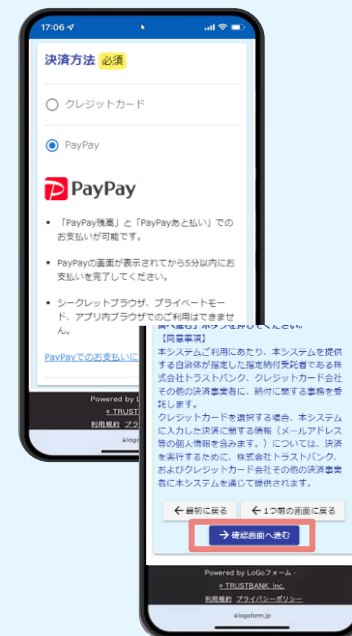 17:06
決済方法 必須
クレジットカード
PayPay
PayPay
• 「PayPay残高」と「PayPayあと払い」での
お支払いが可能です。
• PayPayの画面が表示されてから5分以内にお
支払いを完了してください。
• シークレットブラウザ、プライベートモー
ド、アプリ内ブラウザでのご利用はできませ
ん。
PayPayでのお支払いに
Powered by L
TRUST
利用規約 プラ
logo
へ進む」ボタンを押してください。
【同意事項】
本システムご利用にあたり、本システムを提供
する自治体が指定した指定納付受託者である株
式会社トラストバンク、クレジットカード会社
その他の決済事業者に、納付に関する事務を委
託します。
クレジットカードを選択する場合、本システム
に入力した決済に関する情報（メールアドレス
等の個人情報を含みます。）については、決済
を実行するために、株式会社トラストバンク、
およびクレジットカード会社その他の決済事業
者に本システムを通じて提供されます。
←最初に戻る ←1つ前の画面に戻る
→確認画面へ進む
Powered by LoGoフォーム -
TRUSTBANK, Inc.
利用規約 プライバシーポリシー
logoform.jp